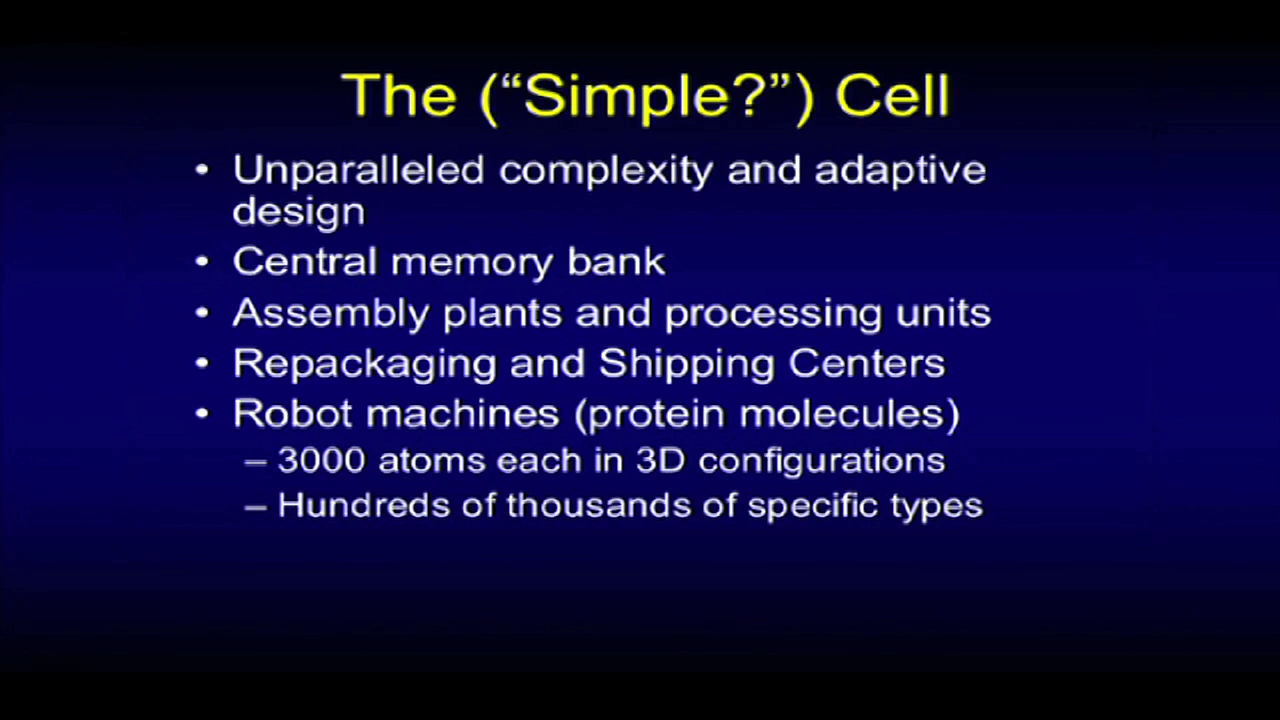 The (“Simple?”) Cell
• Unparalleled complexity and adaptive
design
• Central memory bank
• Assembly plants and processing units
• Repackaging and Shipping Centers
• Robot machines (protein molecules)
– 3000 atoms each in 3D configurations
– Hundreds of thousands of specific types